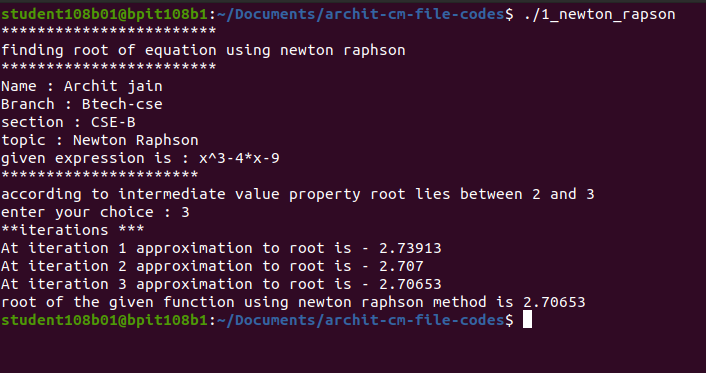 student108b01@bpit108b1:~/Documents/archit-cm-file-codes$ ./1_newton_rapson
************************
finding root of equation using newton raphson
************************
Name : Archit jain
Branch : Btech-cse
section : CSE-B
topic : Newton Raphson
given expression is : x^3-4*x-9
**********************
according to intermediate value property root lies between 2 and 3
enter your choice : 3
**iterations ***
At iteration 1 approximation to root is - 2.73913
At iteration 2 approximation to root is - 2.707
At iteration 3 approximation to root is - 2.70653
root of the given function using newton raphson method is 2.70653
student108b01@bpit108b1:~/Documents/archit-cm-file-codes$